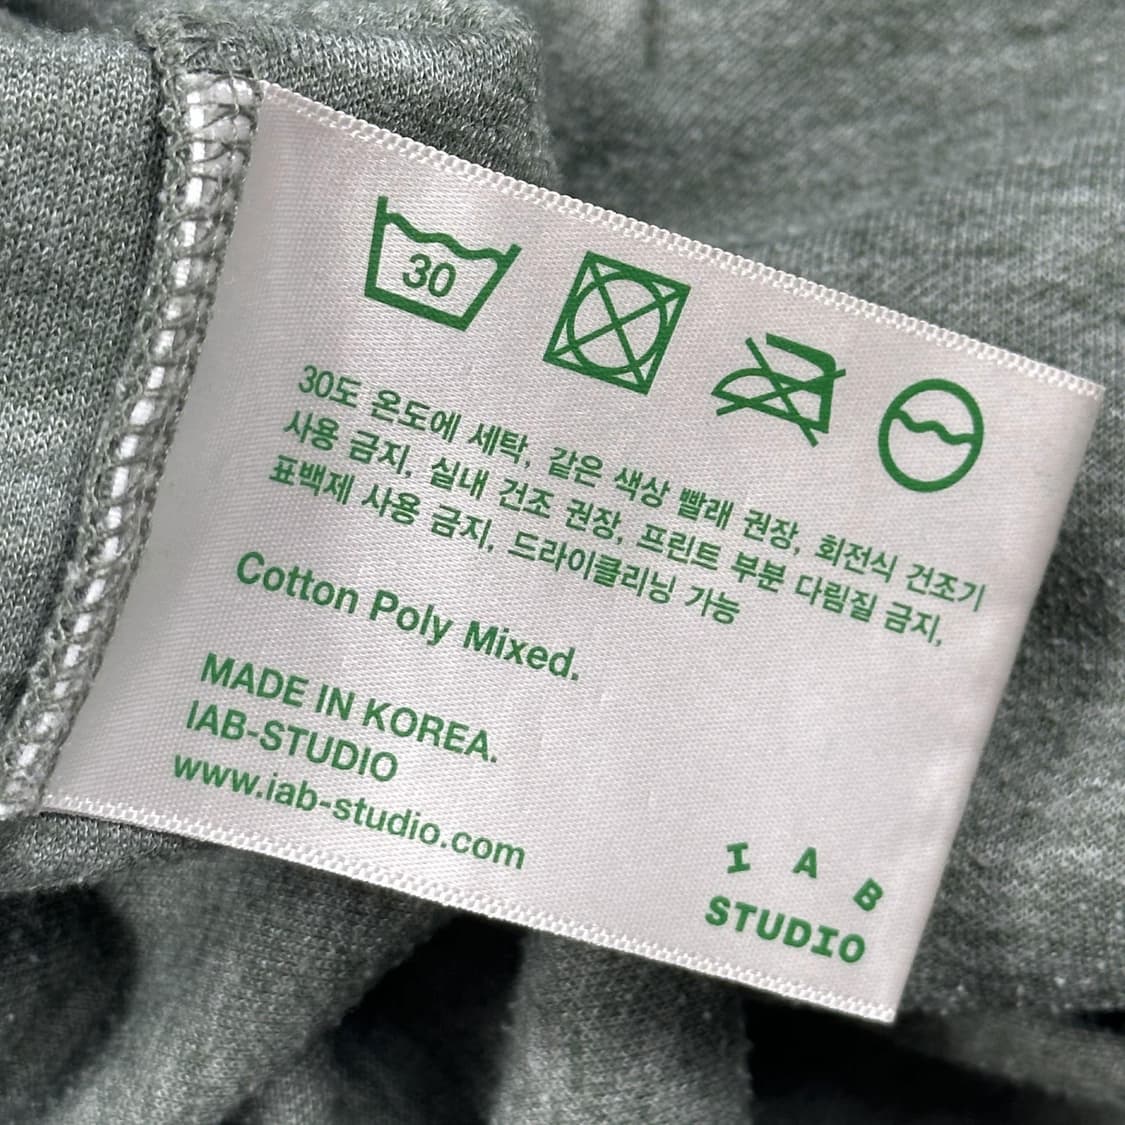 30
30도 온도에 세탁, 같은 색상 빨래 권장, 회전식 건조기
사용 금지, 실내 건조 권장, 프린트 부분 다림질 금지,
표백제 사용 금지, 드라이클리닝 가능
Cotton Poly Mixed.
MADE IN KOREA.
IAB-STUDIO
www.iab-studio.com
I A B
STUDIO